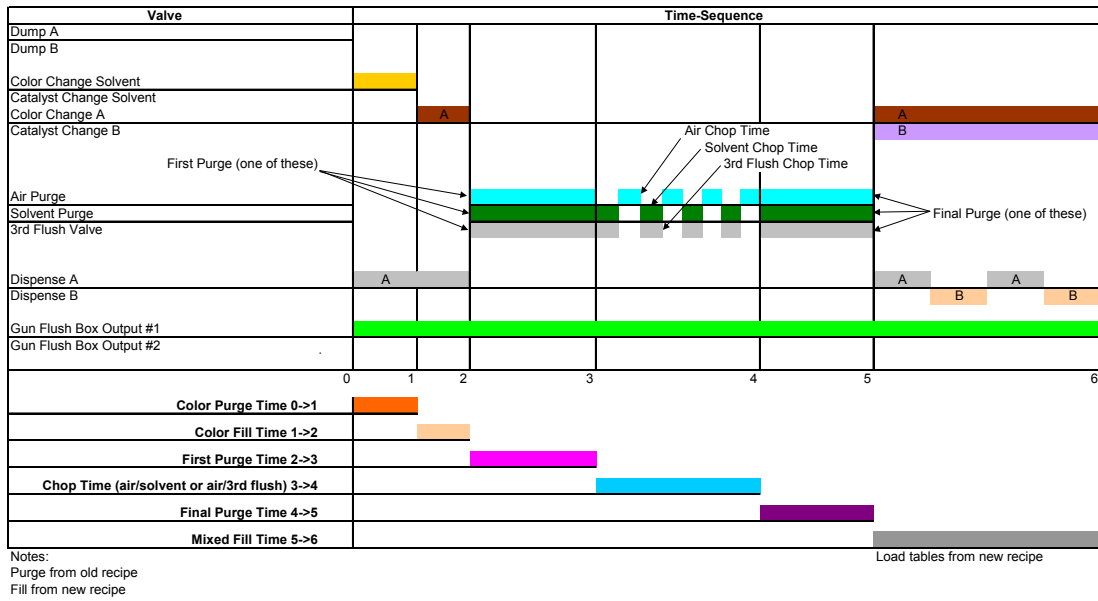 Valve Time-Sequence
Dump A
Dump B
Color Change Solvent
Catalyst Change Solvent
Color Change A A A
Catalyst Change B B
Air Chop Time
Solvent Chop Time
First Purge (one of these) 3rd Flush Chop Time
Air Purge
Solvent Purge Final Purge (one of these)
3rd Flush Valve
Dispense A A A A
Dispense B B B
Gun Flush Box Output #1
Gun Flush Box Output #2
.
0 1 2 3 4 5 6
Color Purge Time 0->1
Color Fill Time 1->2
First Purge Time 2->3
Chop Time (air/solvent or air/3rd flush) 3->4
Final Purge Time 4->5
Mixed Fill Time 5->6
Notes: Load tables from new recipe
Purge from old recipe
Fill from new recipe